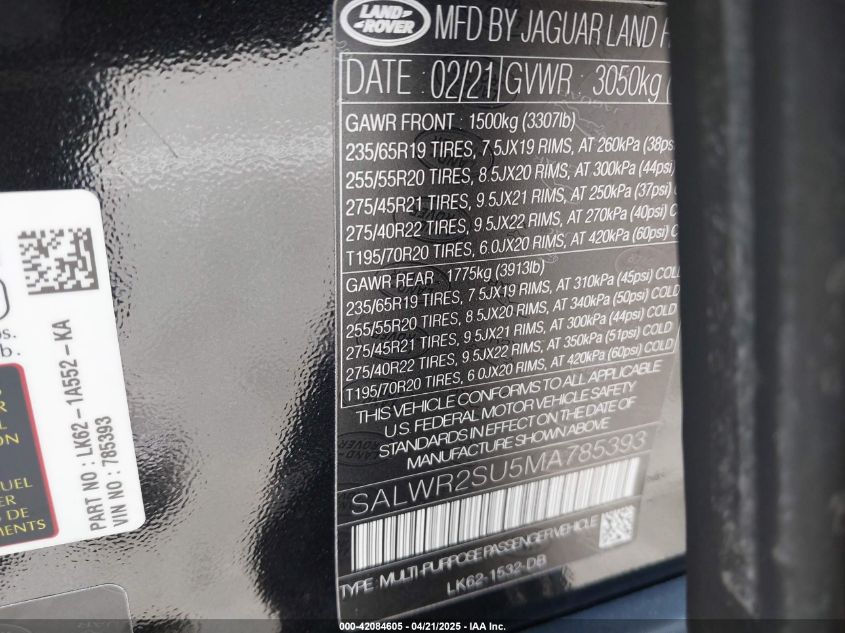 LAND
ROVER
MFD BY JAGUAR LAND
DATE 02/21 GVWR 3050kg (
GAWR FRONT : 1500kg (3307lb)
235/65R19 TIRES, 7.5JX19 RIMS, AT 260kPa (38psi
255/55R20 TIRES, 8.5JX20 RIMS, AT 300kPa (44psi)
275/45R21 TIRES, 9.5JX21 RIMS, AT 250kPa (37psi) C
275/40R22 TIRES, 9.5JX22 RIMS, AT 270kPa (40psi) C
T195/70R20 TIRES, 6.0JX20 RIMS, AT 420kPa (60psi) C
GAWR REAR : 1775kg (3913lb)
235/65R19 TIRES, 7.5JX19 RIMS, AT 310kPa (45psi) COLD
255/55R20 TIRES, 8.5JX20 RIMS, AT 340kPa (50psi) COLD
275/45R21 TIRES, 9.5JX21 RIMS, AT 300kPa (44psi) COLD
275/40R22 TIRES, 9.5JX22 RIMS, AT 350kPa (51psi) COLD
T195/70R20 TIRES, 6.0JX20 RIMS, AT 420kPa (60psi) COLD
THIS VEHICLE CONFORMS TO ALL APPLICABLE
U.S. FEDERAL MOTOR VEHICLE SAFETY
STANDARDS IN EFFECT ON THE DATE OF
MANUFACTURE SHOWN ABOVE
SALWR2SU5MA785393
TYPE: MULTI-PURPOSE PASSENGER VEHICLE
LK62-1532-DB
PART NO : LK62-1A552-KA
VIN NO : 785393
ps.
b.
UEL
ER
DE
MENTS
000-42084605 - 04/21/2025 - IAA Inc.